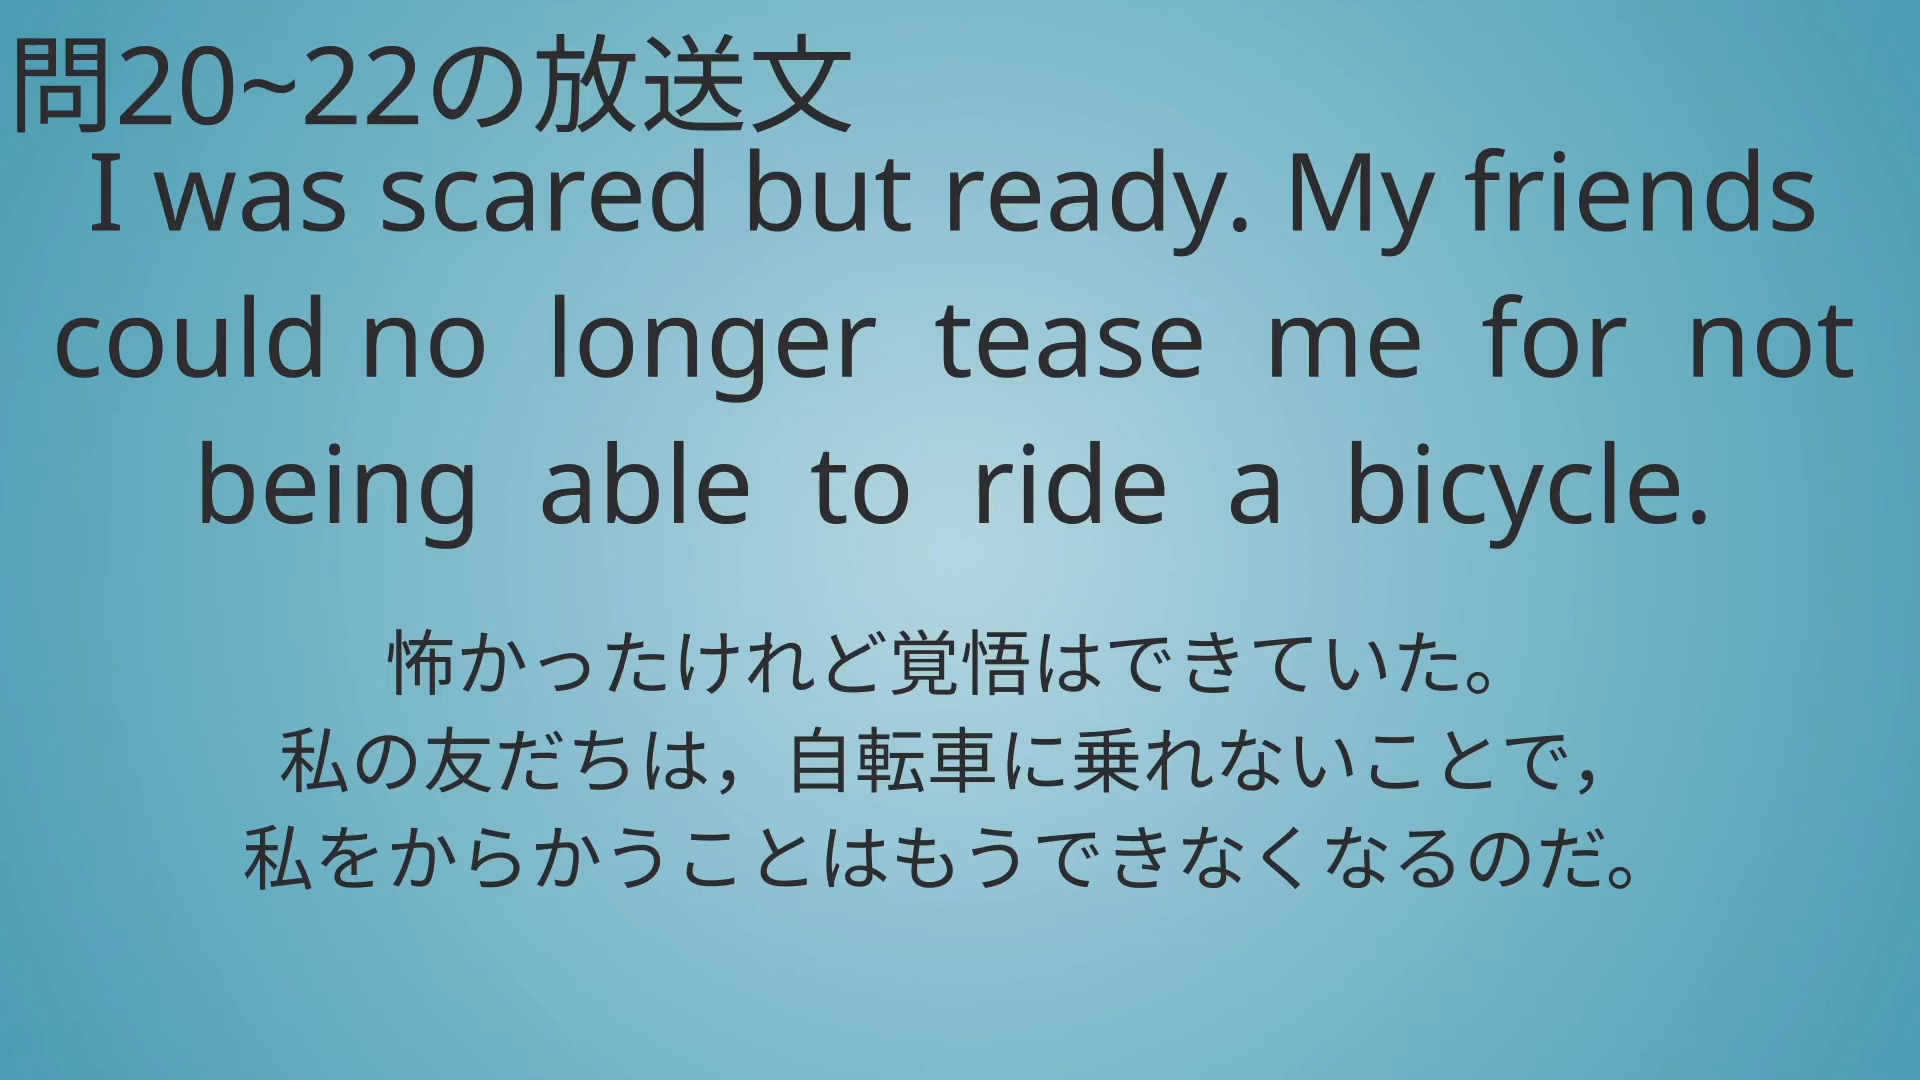 問20~22の放送文
I was scared but ready. My friends
could no longer tease me for not
being able to ride a bicycle.
怖かったけれど覚悟はできていた。
私の友だちは，自転車に乗れないことで，
私をからかうことはもうできなくなるのだ。